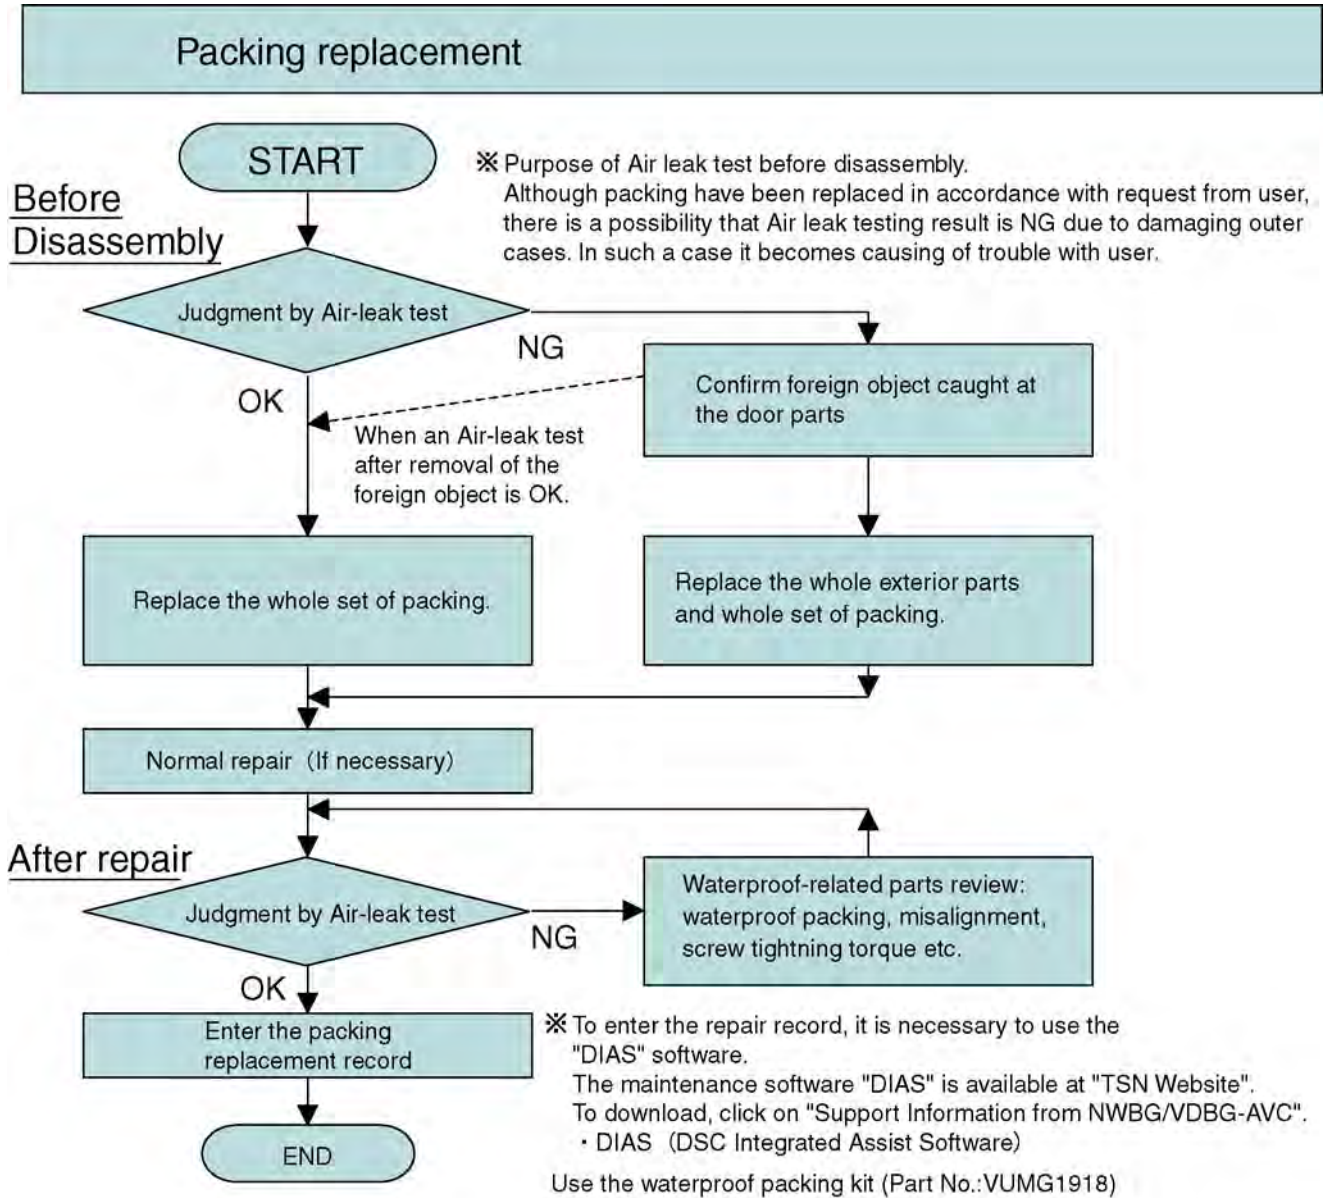 Packing replacement
START
※ Purpose of Air leak test before disassembly.
Although packing have been replaced in accordance with request from user,
there is a possibility that Air leak testing result is NG due to damaging outer
cases. In such a case it becomes causing of trouble with user.
Before
Disassembly
Judgment by Air-leak test
NG
OK
Confirm foreign object caught at
the door parts
When an Air-leak test
after removal of the
foreign object is OK.
Replace the whole set of packing.
Replace the whole exterior parts
and whole set of packing.
Normal repair (If necessary)
After repair
Judgment by Air-leak test
NG
OK
Waterproof-related parts review:
waterproof packing, misalignment,
screw tightning torque etc.
Enter the packing
replacement record
※ To enter the repair record, it is necessary to use the
"DIAS" software.
The maintenance software "DIAS" is available at "TSN Website".
To download, click on "Support Information from NWBG/VDBG-AVC".
・DIAS (DSC Integrated Assist Software)
END
Use the waterproof packing kit (Part No.:VUMG1918)